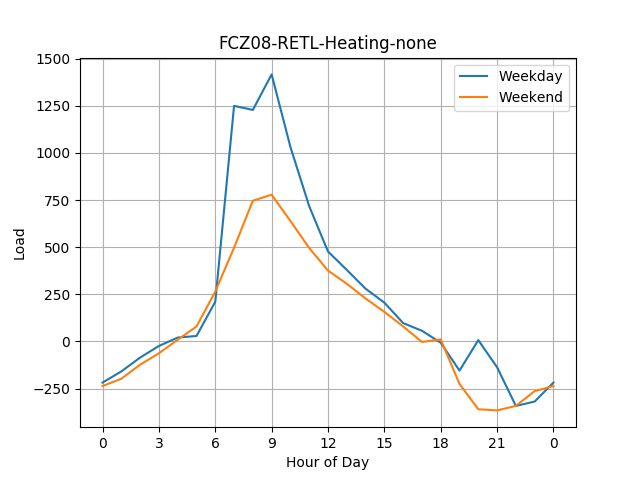 FCZ08-RETL-Heating-none
1500
1250
1000
750
500
250
0
−250
Load
Weekday
Weekend
0 3 6 9 12 15 18 21 0
Hour of Day